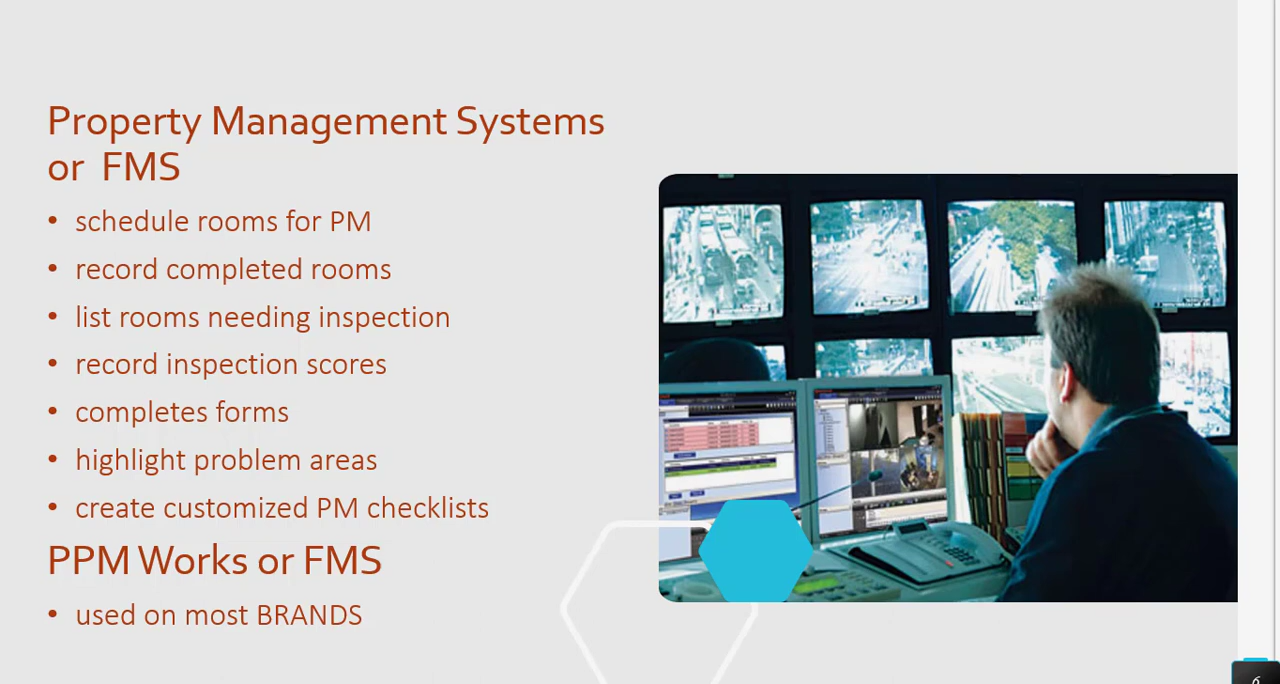 Property Management Systems
or FMS
• schedule rooms for PM
• record completed rooms
• list rooms needing inspection
• record inspection scores
• completes forms
• highlight problem areas
• create customized PM checklists
PPM Works or FMS
• used on most BRANDS
6